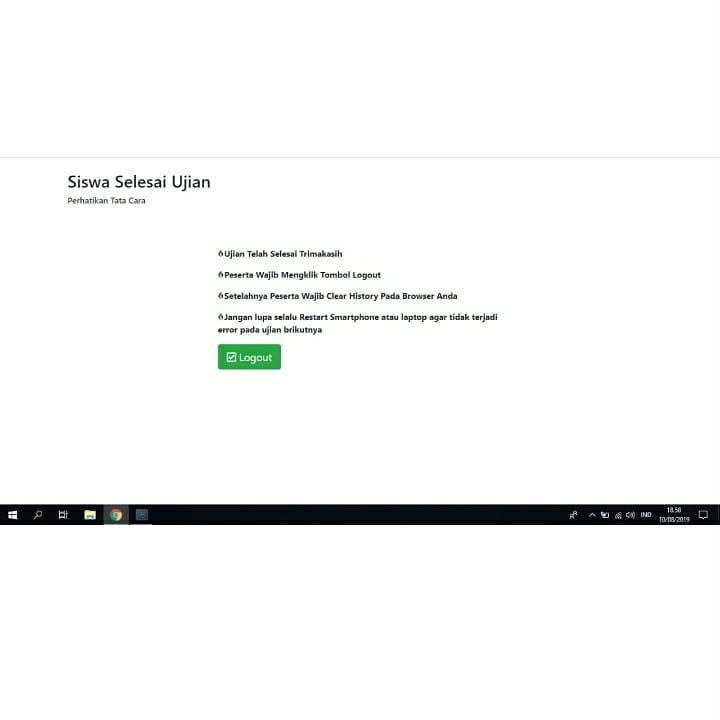 Siswa Selesai Ujian
Perhatikan Tata Cara
Ujian Telah Selesai Trimakasih
Peserta Wajib Mengklik Tombol Logout
Setelahnya Peserta Wajib Clear History Pada Browser Anda
Jangan lupa selalu Restart Smartphone atau laptop agar tidak terjadi
error pada ujian brikutnya
Logout
IND
18.58
10/08/2019